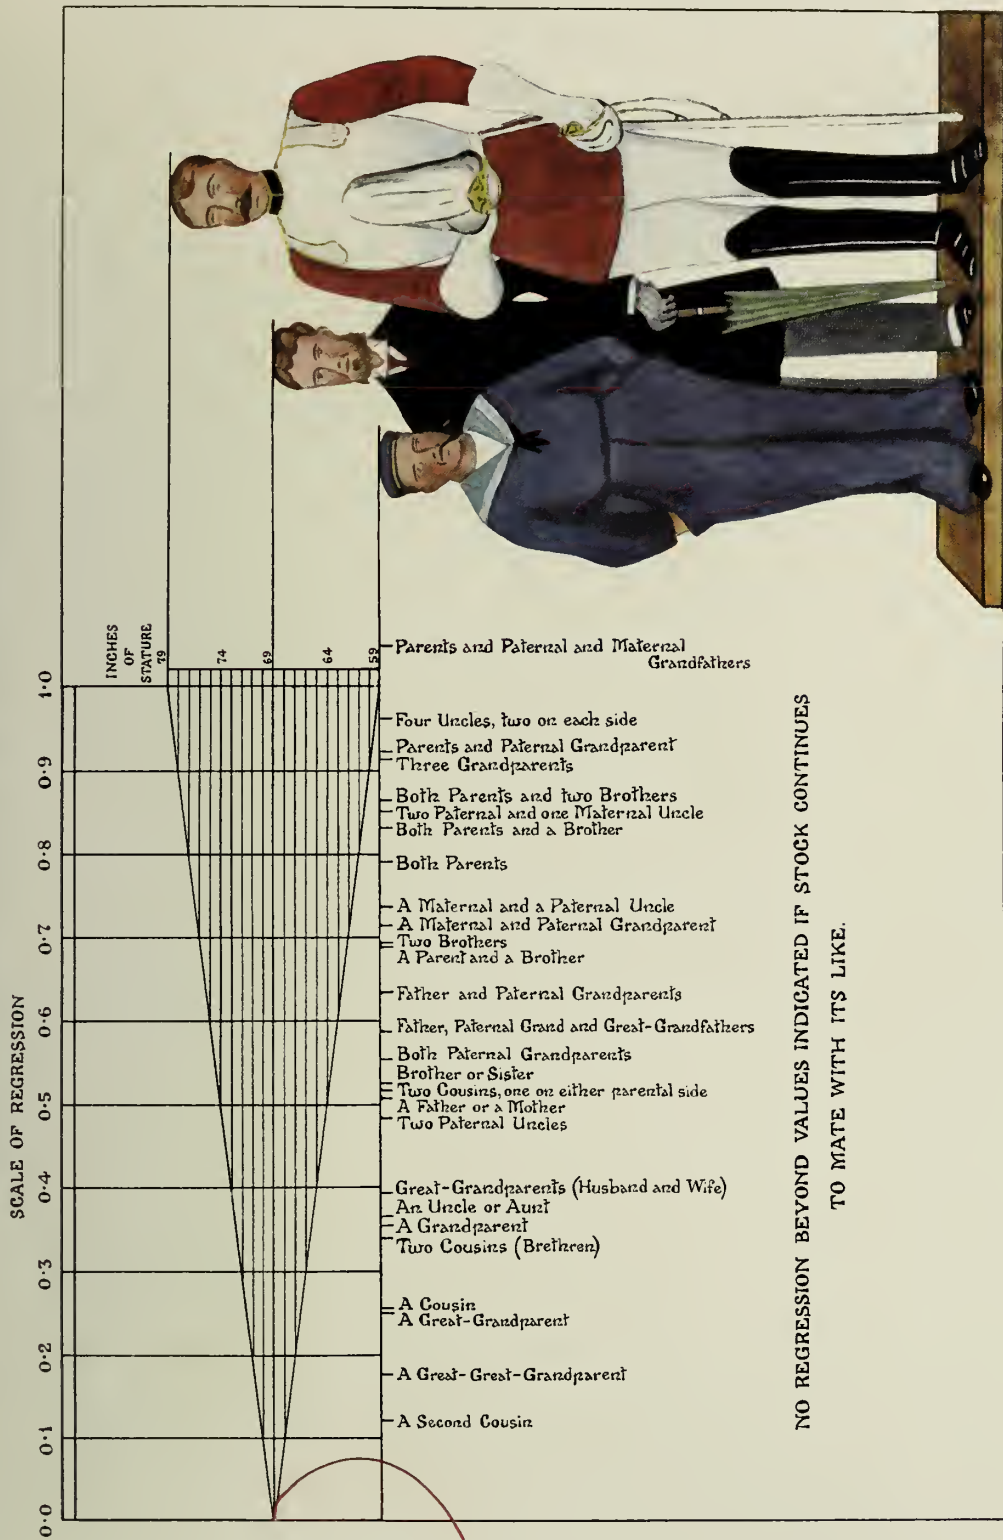 SCALE OF REGRESSION
0·0
0·1
0·2
0·3
0·4
0·5
0·6
0·7
0·8
0·9
1·0
INCHES
OF
STATURE
79
74
69
64
59
Parents and Paternal and Maternal
Grandfathers
Four Uncles, two on each side
Parents and Paternal Grandparent
Three Grandparents
Both Parents and two Brothers
Two Paternal and one Maternal Uncle
Both Parents and a Brother
Both Parents
A Maternal and a Paternal Uncle
A Maternal and Paternal Grandparent
Two Brothers
A Parent and a Brother
Father and Paternal Grandparents
Father, Paternal Grand and Great-Grandfathers
Both Paternal Grandparents
Brother or Sister
Two Cousins, one on either parental side
A Father or a Mother
Two Paternal Uncles
Great-Grandparents (Husband and Wife)
An Uncle or Aunt
A Grandparent
Two Cousins (Brethren)
A Cousin
A Great-Grandparent
A Great-Great-Grandparent
A Second Cousin
NO REGRESSION BEYOND VALUES INDICATED IF STOCK CONTINUES
TO MATE WITH ITS LIKE.